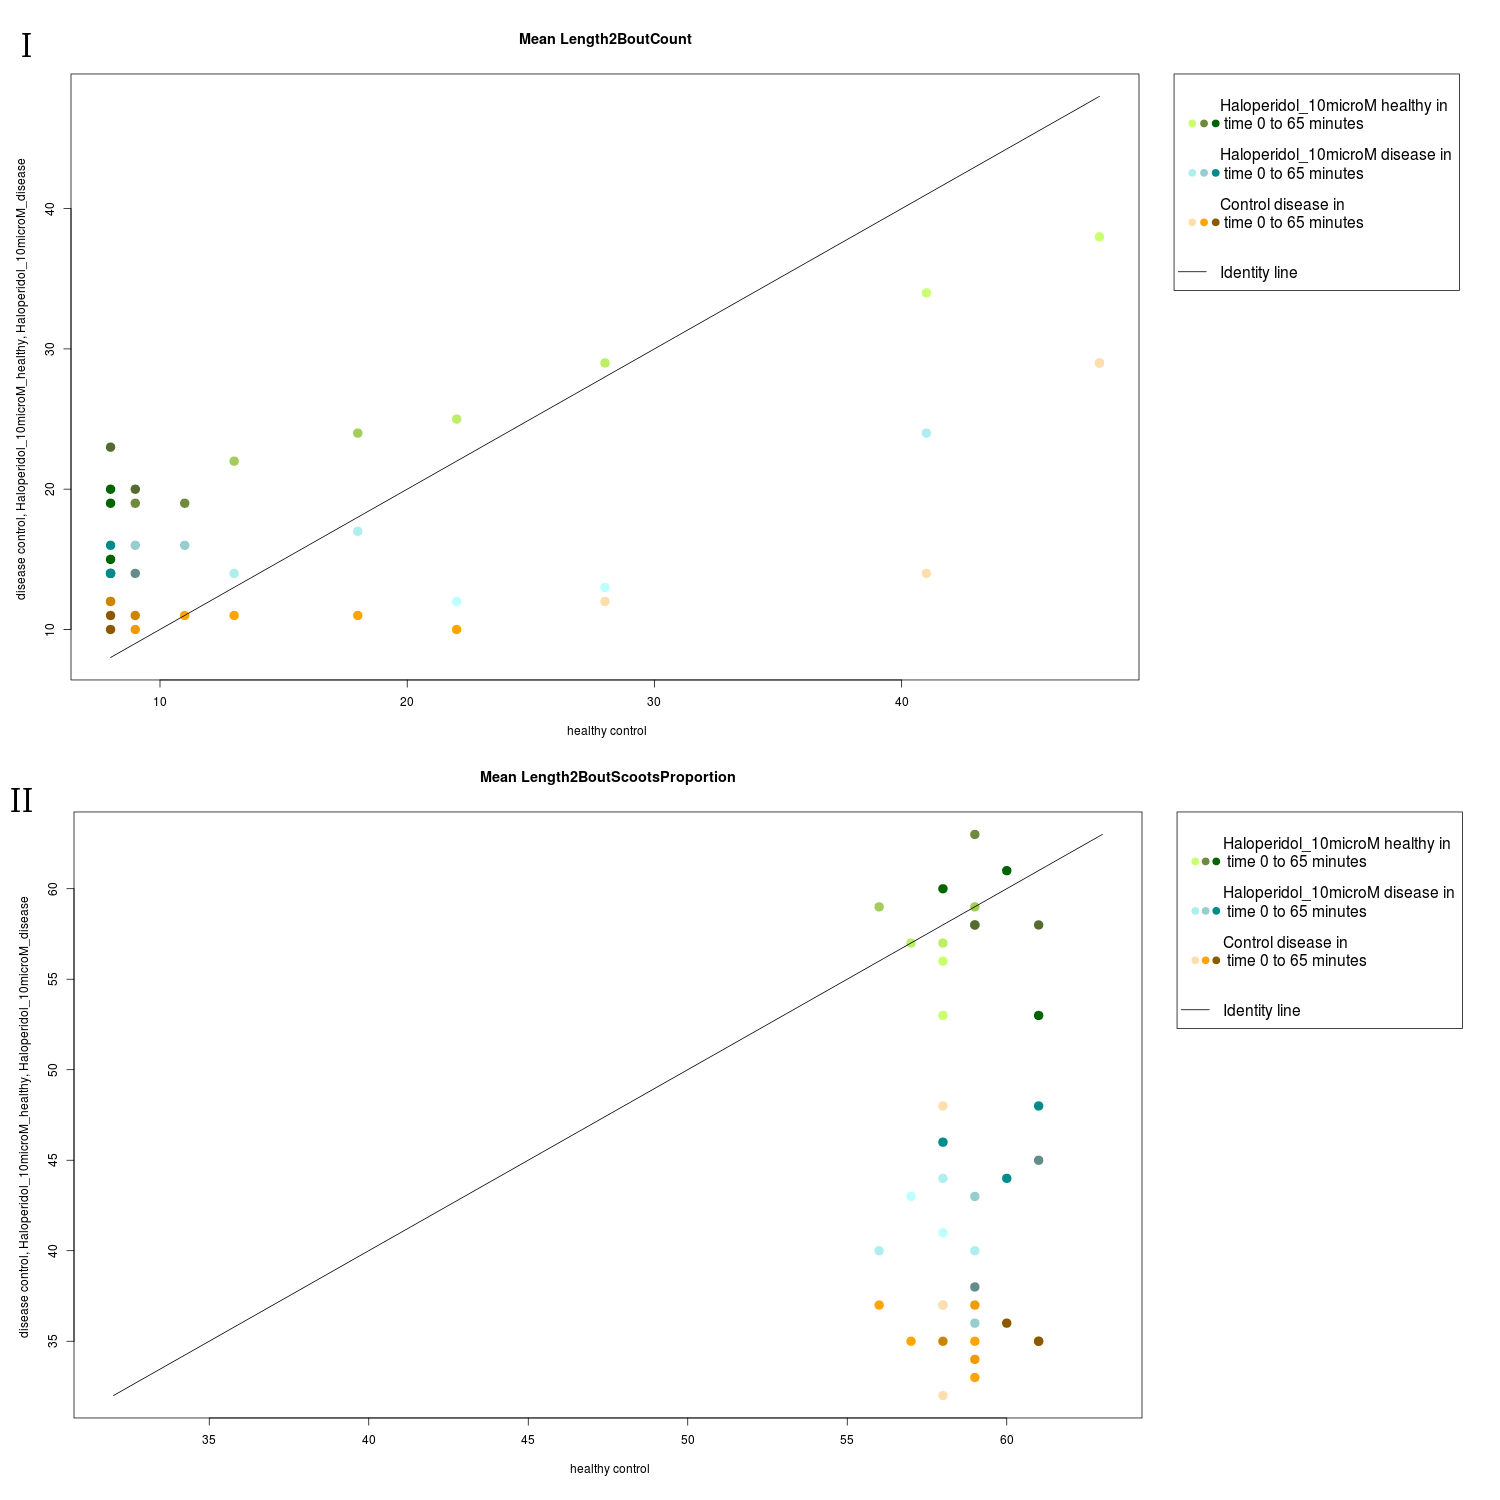 I
Mean Length2BoutCount
disease control, Haloperidol_10microM_healthy, Haloperidol_10microM_disease
40
30
20
10
10 20 30 40
healthy control
Haloperidol_10microM healthy in
time 0 to 65 minutes
Haloperidol_10microM disease in
time 0 to 65 minutes
Control disease in
time 0 to 65 minutes
Identity line
II
Mean Length2BoutScootsProportion
disease control, Haloperidol_10microM_healthy, Haloperidol_10microM_disease
60
55
50
45
40
35
35 40 45 50 55 60
healthy control
Haloperidol_10microM healthy in
time 0 to 65 minutes
Haloperidol_10microM disease in
time 0 to 65 minutes
Control disease in
time 0 to 65 minutes
Identity line